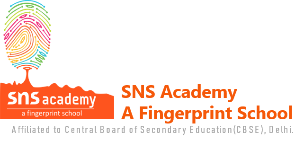 sns academy
a fingerprint school
SNS Academy
A Fingerprint School
Affiliated to Central Board of Secondary Education(CBSE), Delhi.